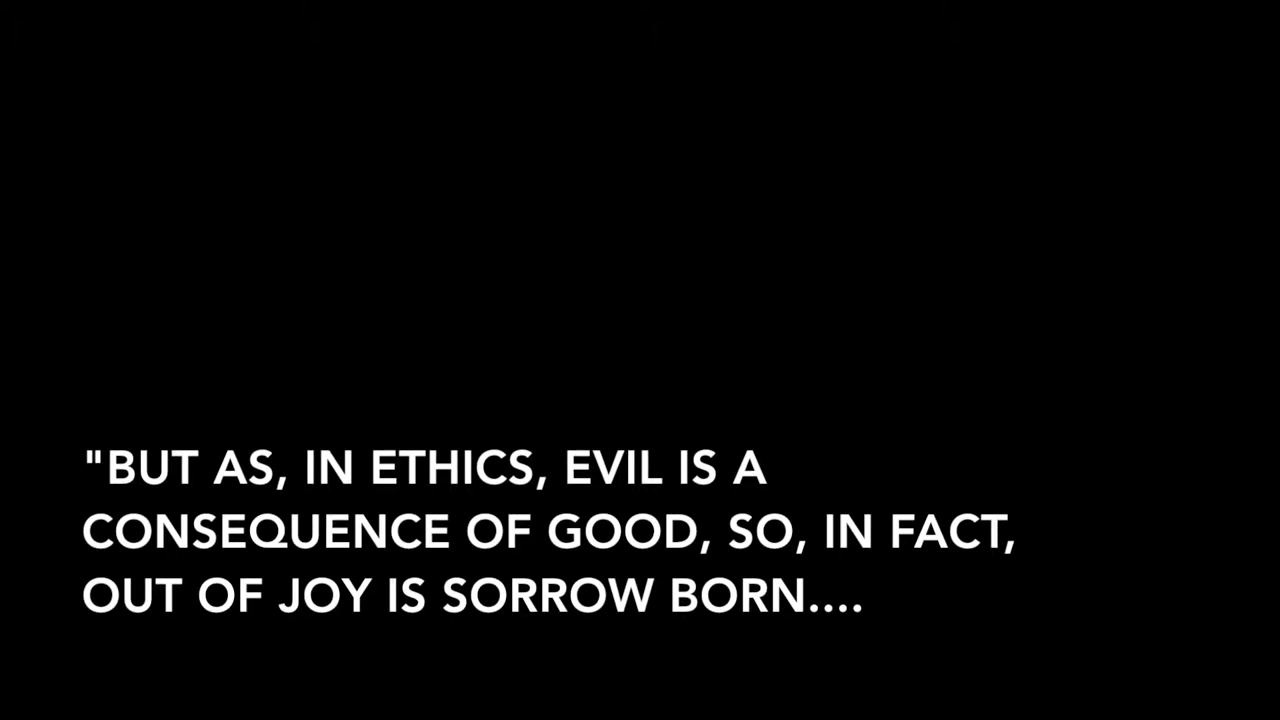 "BUT AS, IN ETHICS, EVIL IS A
CONSEQUENCE OF GOOD, SO, IN FACT,
OUT OF JOY IS SORROW BORN....